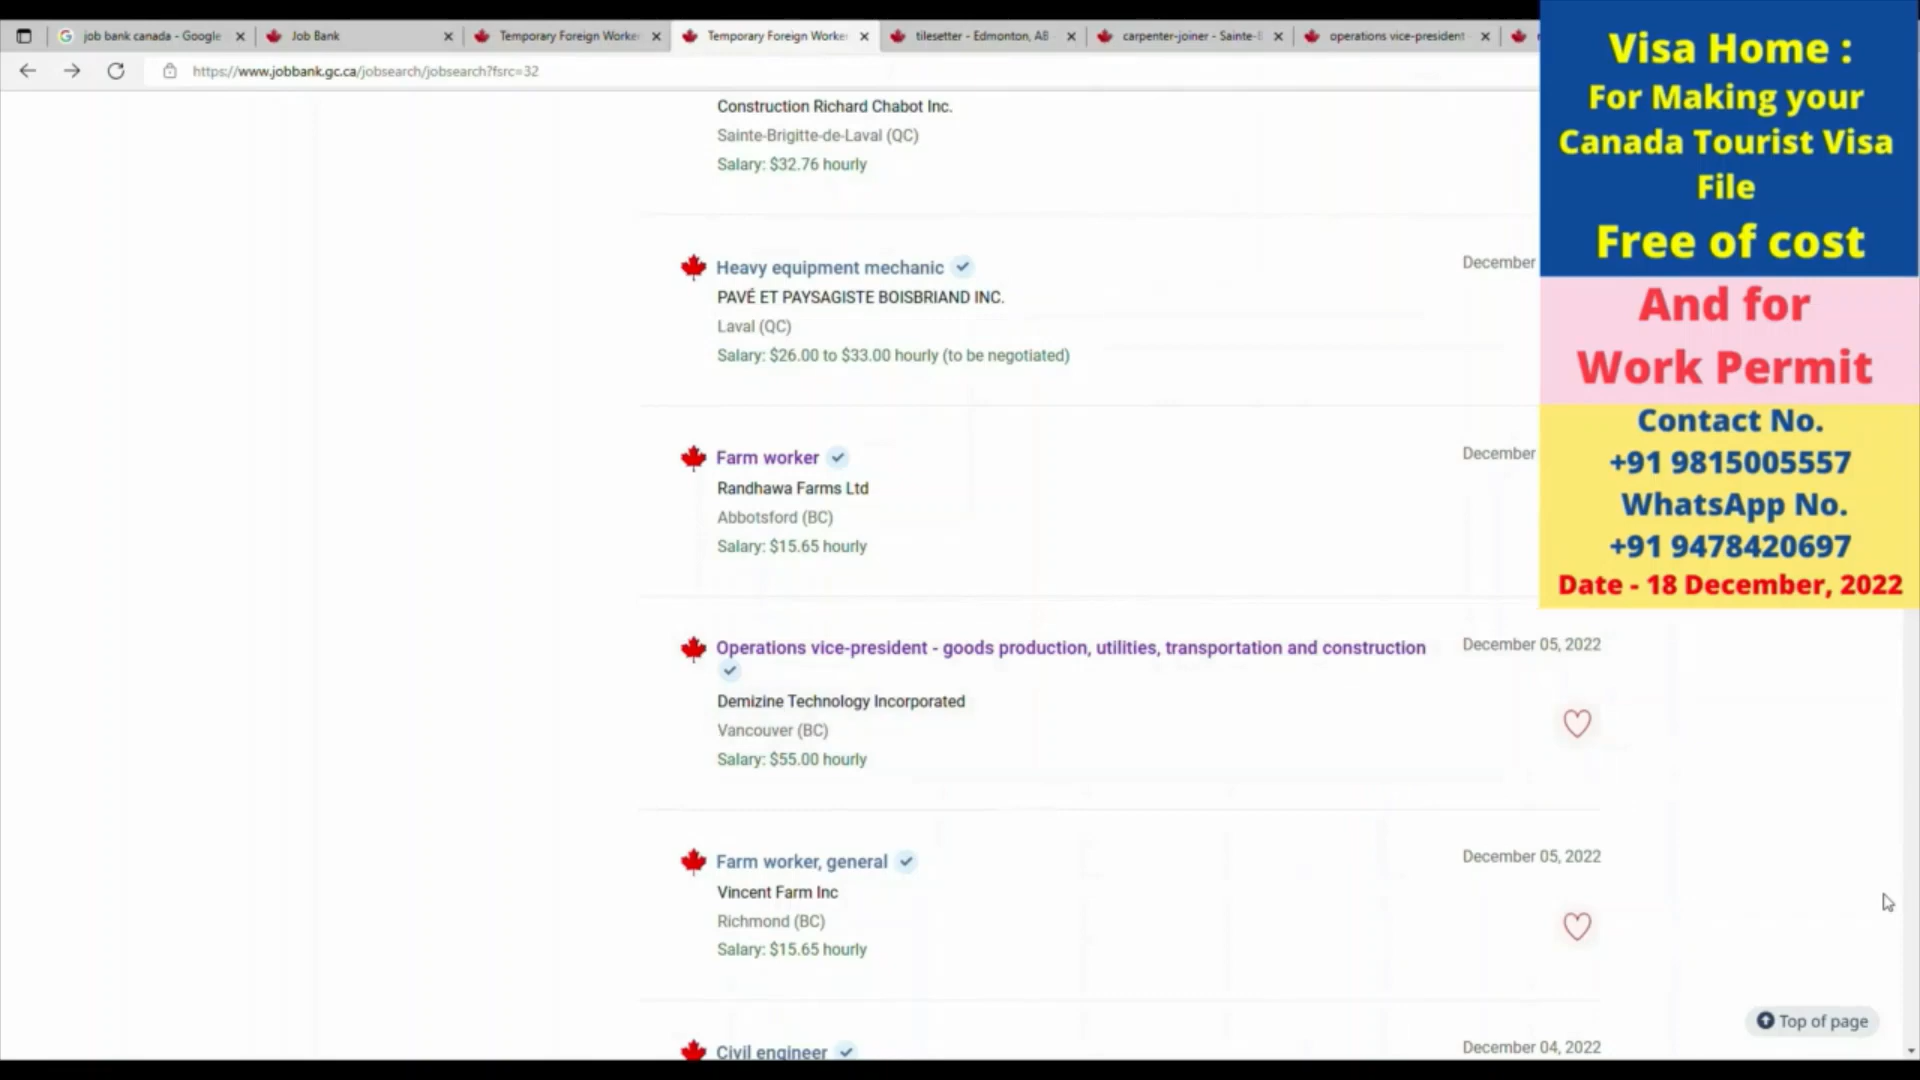 job bank canada - Google
Job Bank
Temporary Foreign Worke
Temporary Foreign Worke
tilesetter - Edmonton, AB
carpenter-joiner - Sainte-
operations vice-president
https://www.jobbank.gc.ca/jobsearch/jobsearch?fsrc=32
Construction Richard Chabot Inc.
Sainte-Brigitte-de-Laval (QC)
Salary: $32.76 hourly
Heavy equipment mechanic
December
PAVÉ ET PAYSAGISTE BOISBRIAND INC.
Laval (QC)
Salary: $26.00 to $33.00 hourly (to be negotiated)
Farm worker
December
Randhawa Farms Ltd
Abbotsford (BC)
Salary: $15.65 hourly
Operations vice-president - goods production, utilities, transportation and construction
December 05, 2022
Demizine Technology Incorporated
Vancouver (BC)
Salary: $55.00 hourly
Farm worker, general
December 05, 2022
Vincent Farm Inc
Richmond (BC)
Salary: $15.65 hourly
Civil engineer
December 04, 2022
Top of page
Visa Home :
For Making your
Canada Tourist Visa
File
Free of cost
And for
Work Permit
Contact No.
+91 9815005557
WhatsApp No.
+91 9478420697
Date - 18 December, 2022